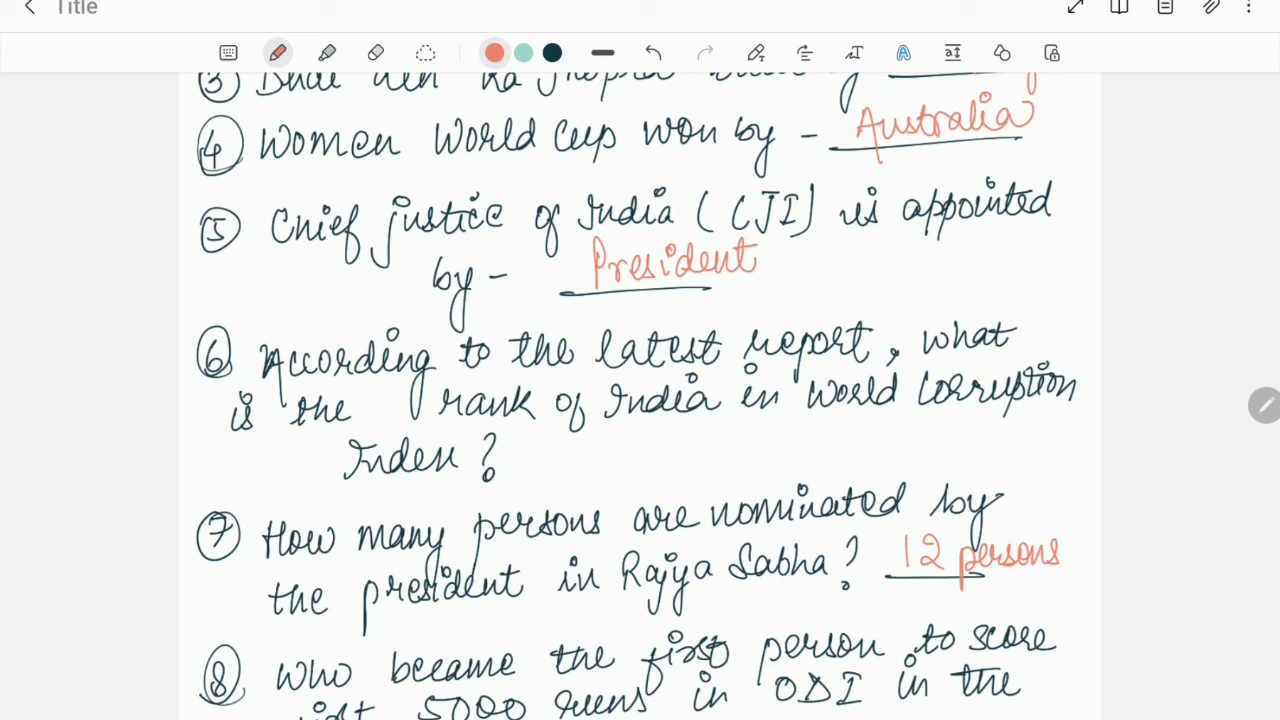 Title
③
④ Women World Cup won by - Australia
⑤ Chief justice of India (CJI) is appointed
by - President
⑥ According to the latest report, what
is the rank of India in world corruption
Index?
⑦ How many persons are nominated by
the president in Rajya Sabha? 12 persons
⑧ Who became the first person to score
5000 runs in ODI in the